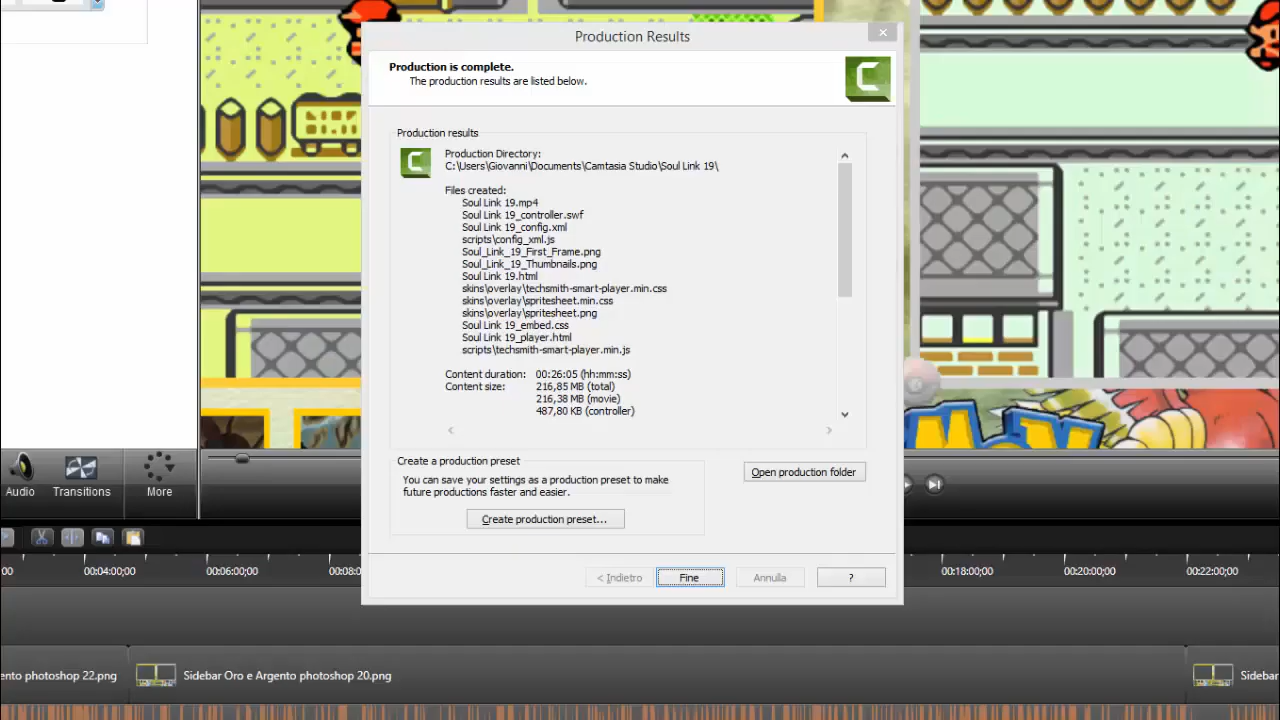 Production Results
Production is complete.
The production results are listed below.
Production results
Production Directory:
C:\Users\Giovanni\Documents\Camtasia Studio\Soul Link 19\
Files created:
Soul Link 19.mp4
Soul Link 19_controller.swf
Soul Link 19_config.xml
scripts\config_xml.js
Soul_Link_19_First_Frame.png
Soul_Link_19_Thumbnails.png
Soul Link 19.html
skins\overlay\techsmith-smart-player.min.css
skins\overlay\spritesheet.min.css
skins\overlay\spritesheet.png
Soul Link 19_embed.css
Soul Link 19_player.html
scripts\techsmith-smart-player.min.js
Content duration: 00:26:05 (hh:mm:ss)
Content size: 216,85 MB (total)
216,38 MB (movie)
487,80 KB (controller)
Create a production preset
You can save your settings as a production preset to make
future productions faster and easier.
Create production preset...
Open production folder
< Indietro
Fine
Annulla
?
Audio
Transitions
More
00
00:04:00;00
00:06:00;00
00:08:0
00:18:00;00
00:20:00;00
00:22:00;00
ento photoshop 22.png
Sidebar Oro e Argento photoshop 20.png
Sidebar